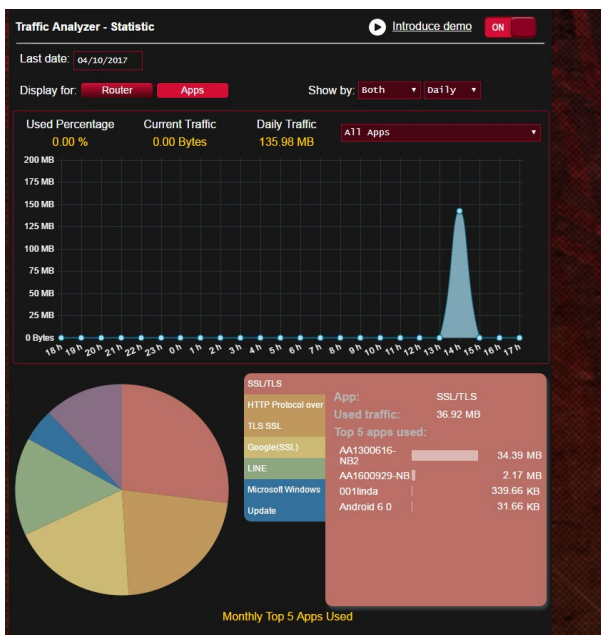 Traffic Analyzer - Statistic
Introduce demo
ON
Last date: 04/10/2017
Display for: Router Apps
Show by: Both Daily
Used Percentage Current Traffic Daily Traffic
0.00 % 0.00 Bytes 135.98 MB
All Apps
200 MB
175 MB
150 MB
125 MB
100 MB
75 MB
50 MB
25 MB
0 Bytes
18 h 19 h 20 h 21 h 22 h 23 h 0 h 1 h 2 h 3 h 4 h 5 h 6 h 7 h 8 h 9 h 10 h 11 h 12 h 13 h 14 h 15 h 16 h 17 h
SSL/TLS
HTTP Protocol over
TLS SSL
Google(SSL)
LINE
Microsoft Windows
Update
App: SSL/TLS
Used traffic: 36.92 MB
Top 5 apps used:
AA1300616-
NB2 34.39 MB
AA1600929-NB 2.17 MB
001linda 339.66 KB
Android 6 0 31.66 KB
Monthly Top 5 Apps Used